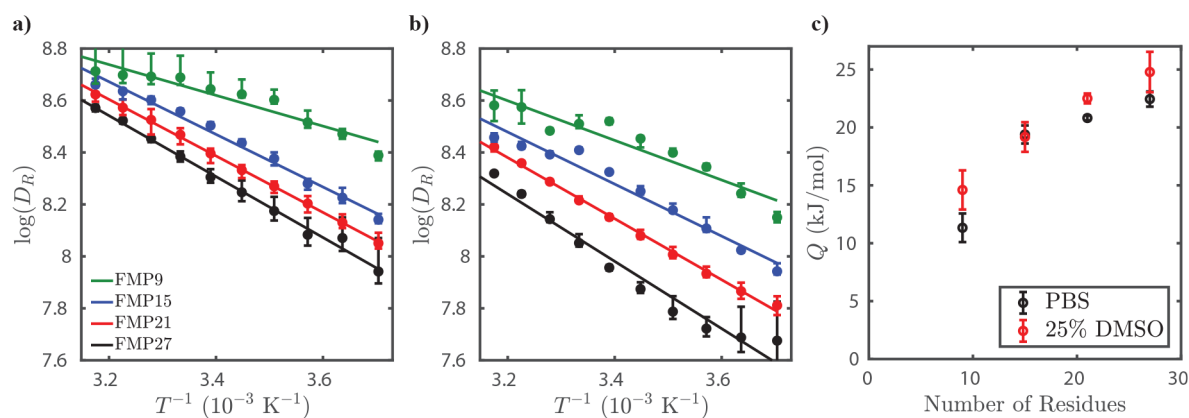 a)
log(D_R)
8.8
8.6
8.4
8.2
8
7.8
7.6
FMP9
FMP15
FMP21
FMP27
3.2 3.4 3.6
T⁻¹ (10⁻³ K⁻¹)
b)
log(D_R)
8.8
8.6
8.4
8.2
8
7.8
7.6
3.2 3.4 3.6
T⁻¹ (10⁻³ K⁻¹)
c)
Q (kJ/mol)
25
20
15
10
5
0
PBS
25% DMSO
0 10 20 30
Number of Residues